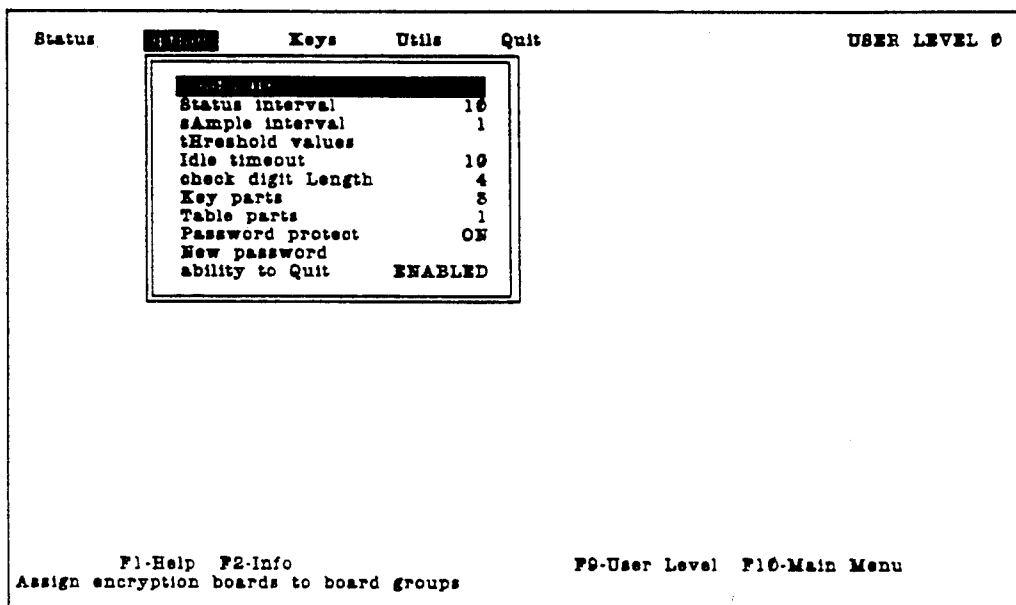 Status Keys Utils Quit USER LEVEL 0
Status interval 10
sAmple interval 1
tHreshold values
Idle timeout 10
check digit Length 4
Key parts 3
Table parts 1
Password protect ON
New password
ability to Quit ENABLED
F1-Help F2-Info F9-User Level F10-Main Menu
Assign encryption boards to board groups